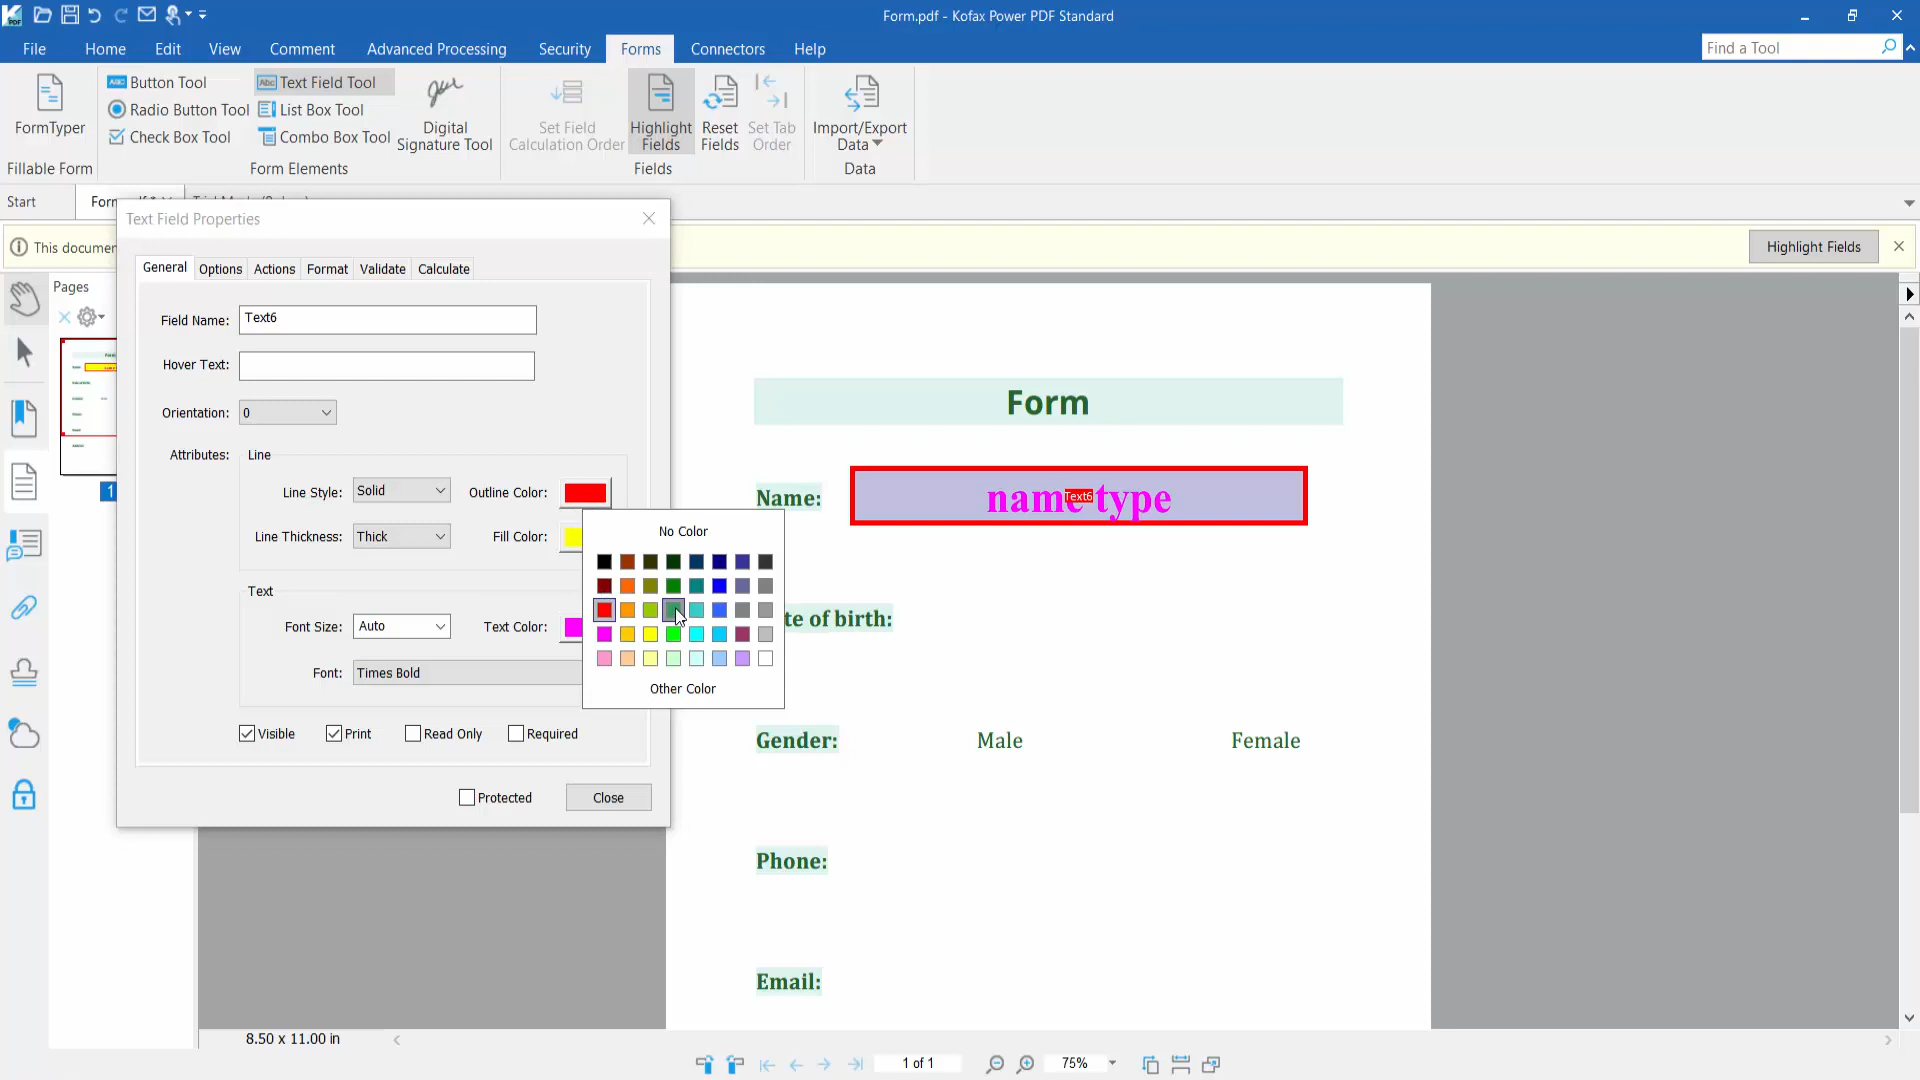 Form.pdf - Kofax Power PDF Standard
File Home Edit View Comment Advanced Processing Security Forms Connectors Help
Find a Tool
FormTyper
Fillable Form
Button Tool
Radio Button Tool
Check Box Tool
Text Field Tool
List Box Tool
Combo Box Tool
Digital
Signature Tool
Form Elements
Set Field
Calculation Order
Highlight
Fields
Reset
Fields
Set Tab
Order
Fields
Import/Export
Data
Data
Start
Form
This documen
Highlight Fields
Pages
1
Text Field Properties
General Options Actions Format Validate Calculate
Field Name: Text6
Hover Text:
Orientation: 0
Attributes: Line
Line Style: Solid Outline Color:
Line Thickness: Thick Fill Color:
Text
Font Size: Auto Text Color:
Font: Times Bold
Visible Print Read Only Required
Protected Close
No Color
Other Color
Form
Name: name type
Text6
te of birth:
Gender: Male Female
Phone:
Email:
8.50 x 11.00 in
1 of 1
75%